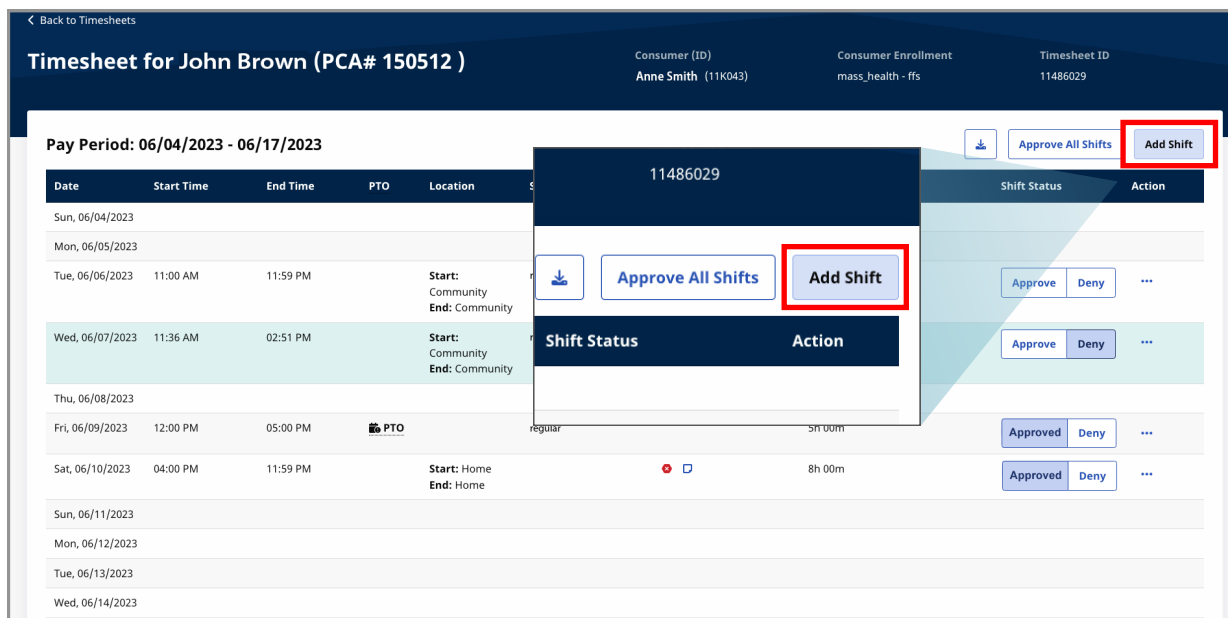 Back to Timesheets
Timesheet for John Brown (PCA# 150512 )
Consumer (ID)
Anne Smith (11K043)
Consumer Enrollment
mass_health - ffs
Timesheet ID
11486029
Pay Period: 06/04/2023 - 06/17/2023
Approve All Shifts
Add Shift
Date Start Time End Time PTO Location Shift Status Action
11486029
Approve All Shifts Add Shift
Shift Status Action
Sun, 06/04/2023
Mon, 06/05/2023
Tue, 06/06/2023 11:00 AM 11:59 PM Start:
Community
End: Community
Approve Deny
Wed, 06/07/2023 11:36 AM 02:51 PM Start:
Community
End: Community
Approve Deny
Thu, 06/08/2023
Fri, 06/09/2023 12:00 PM 05:00 PM PTO regular 5h 00m Approved Deny
Sat, 06/10/2023 04:00 PM 11:59 PM Start: Home
End: Home
8h 00m Approved Deny
Sun, 06/11/2023
Mon, 06/12/2023
Tue, 06/13/2023
Wed, 06/14/2023